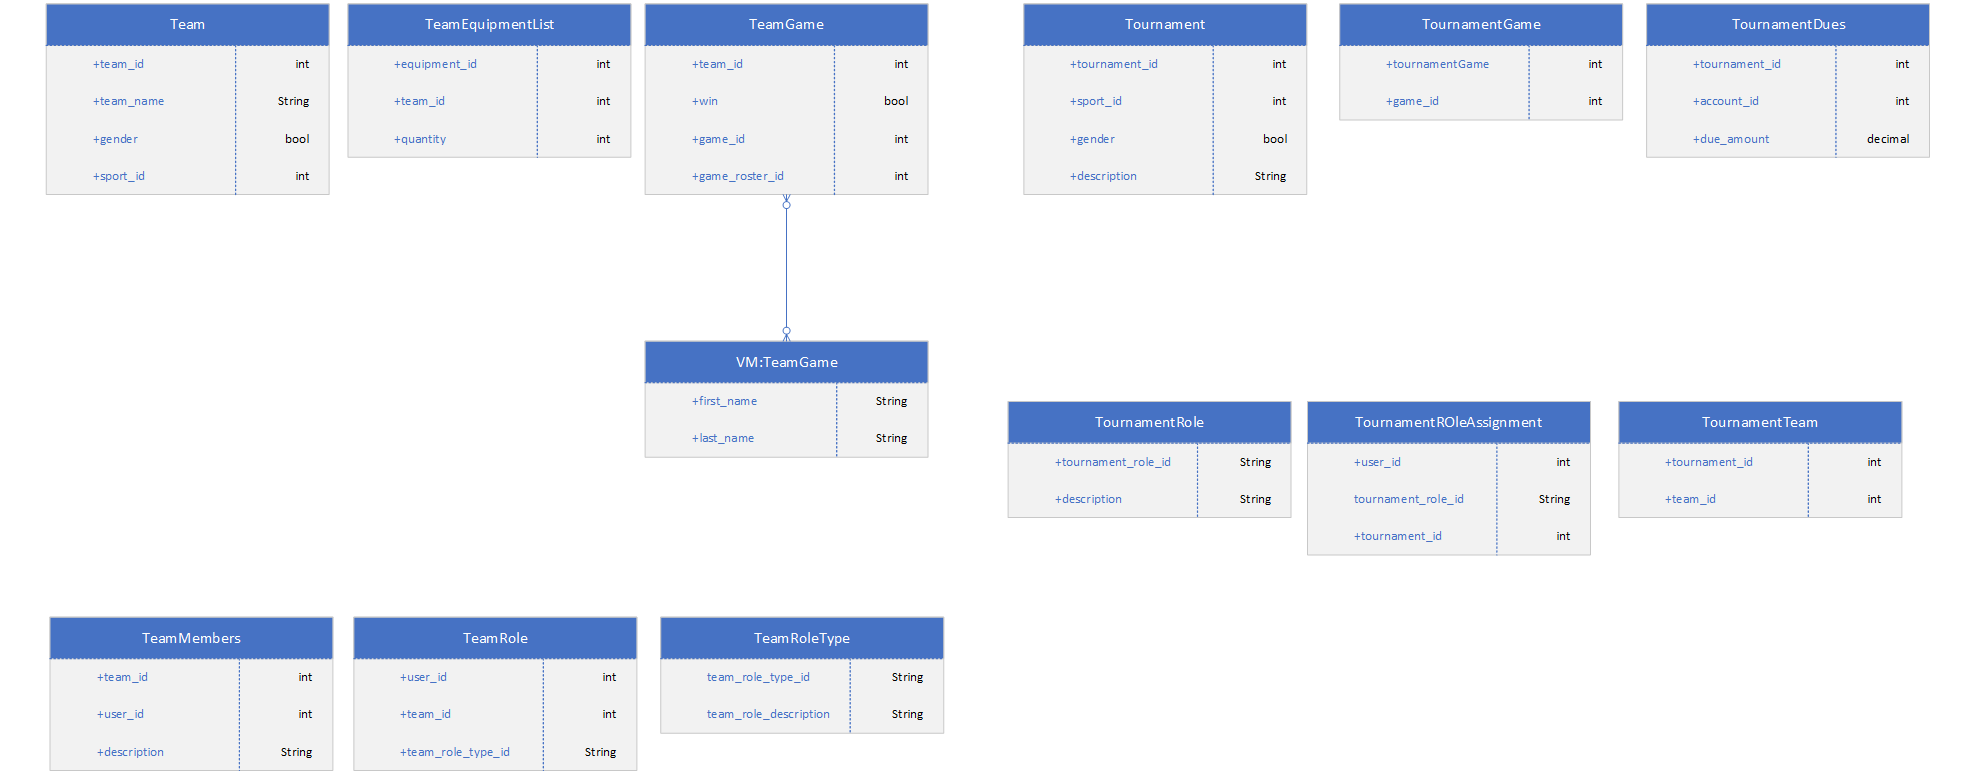 Team
+team_id int
+team_name String
+gender bool
+sport_id int
TeamEquipmentList
+equipment_id int
+team_id int
+quantity int
TeamGame
+team_id int
+win bool
+game_id int
+game_roster_id int
Tournament
+tournament_id int
+sport_id int
+gender bool
+description String
TournamentGame
+tournamentGame int
+game_id int
TournamentDues
+tournament_id int
+account_id int
+due_amount decimal
VM:TeamGame
+first_name String
+last_name String
TournamentRole
+tournament_role_id String
+description String
TournamentROleAssignment
+user_id int
tournament_role_id String
+tournament_id int
TournamentTeam
+tournament_id int
+team_id int
TeamMembers
+team_id int
+user_id int
+description String
TeamRole
+user_id int
+team_id int
+team_role_type_id String
TeamRoleType
team_role_type_id String
team_role_description String